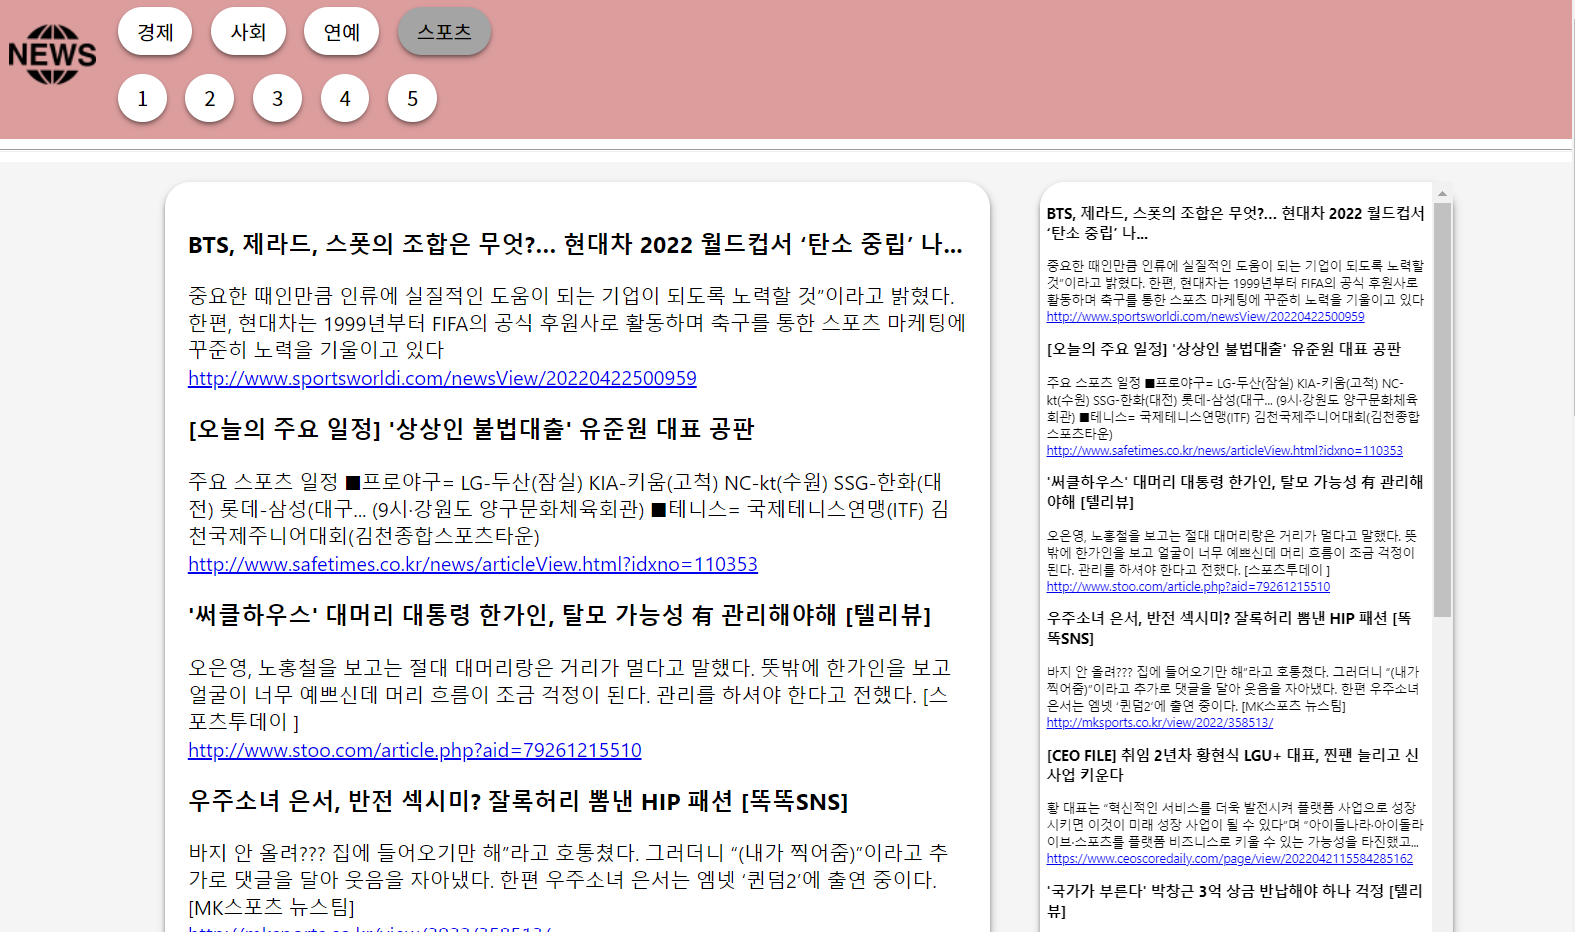 NEWS
경제 사회 연예 스포츠
1 2 3 4 5
BTS, 제라드, 스폿의 조합은 무엇?... 현대차 2022 월드컵서 ‘탄소 중립’ 나...
중요한 때인만큼 인류에 실질적인 도움이 되는 기업이 되도록 노력할 것”이라고 밝혔다.
한편, 현대차는 1999년부터 FIFA의 공식 후원사로 활동하며 축구를 통한 스포츠 마케팅에
꾸준히 노력을 기울이고 있다
http://www.sportsworldi.com/newsView/20220422500959
[오늘의 주요 일정] '상상인 불법대출' 유준원 대표 공판
주요 스포츠 일정 ■프로야구= LG-두산(잠실) KIA-키움(고척) NC-kt(수원) SSG-한화(대
전) 롯데-삼성(대구... (9시·강원도 양구문화체육회관) ■테니스= 국제테니스연맹(ITF) 김
천국제주니어대회(김천종합스포츠타운)
http://www.safetimes.co.kr/news/articleView.html?idxno=110353
'써클하우스' 대머리 대통령 한가인, 탈모 가능성 有 관리해야해 [텔리뷰]
오은영, 노홍철을 보고는 절대 대머리랑은 거리가 멀다고 말했다. 뜻밖에 한가인을 보고
얼굴이 너무 예쁘신데 머리 흐름이 조금 걱정이 된다. 관리를 하셔야 한다고 전했다. [스
포츠투데이 ]
http://www.stoo.com/article.php?aid=79261215510
우주소녀 은서, 반전 섹시미? 잘록허리 뽐낸 HIP 패션 [똑똑SNS]
바지 안 올려??? 집에 들어오기만 해”라고 호통쳤다. 그러더니 “(내가 찍어줌)”이라고 추
가로 댓글을 달아 웃음을 자아냈다. 한편 우주소녀 은서는 엠넷 ‘퀸덤2’에 출연 중이다.
[MK스포츠 뉴스팀]
http://mksports.co.kr/view/2022/358513/
BTS, 제라드, 스폿의 조합은 무엇?... 현대차 2022 월드컵서
‘탄소 중립’ 나...
중요한 때인만큼 인류에 실질적인 도움이 되는 기업이 되도록 노력할
것”이라고 밝혔다. 한편, 현대차는 1999년부터 FIFA의 공식 후원사로
활동하며 축구를 통한 스포츠 마케팅에 꾸준히 노력을 기울이고 있다
http://www.sportsworldi.com/newsView/20220422500959
[오늘의 주요 일정] '상상인 불법대출' 유준원 대표 공판
주요 스포츠 일정 ■프로야구= LG-두산(잠실) KIA-키움(고척) NC-
kt(수원) SSG-한화(대전) 롯데-삼성(대구... (9시·강원도 양구문화체육
회관) ■테니스= 국제테니스연맹(ITF) 김천국제주니어대회(김천종합
스포츠타운)
http://www.safetimes.co.kr/news/articleView.html?idxno=110353
'써클하우스' 대머리 대통령 한가인, 탈모 가능성 有 관리해
야해 [텔리뷰]
오은영, 노홍철을 보고는 절대 대머리랑은 거리가 멀다고 말했다. 뜻
밖에 한가인을 보고 얼굴이 너무 예쁘신데 머리 흐름이 조금 걱정이
된다. 관리를 하셔야 한다고 전했다. [스포츠투데이 ]
http://www.stoo.com/article.php?aid=79261215510
우주소녀 은서, 반전 섹시미? 잘록허리 뽐낸 HIP 패션 [똑
똑SNS]
바지 안 올려??? 집에 들어오기만 해”라고 호통쳤다. 그러더니 “(내가
찍어줌)”이라고 추가로 댓글을 달아 웃음을 자아냈다. 한편 우주소녀
은서는 엠넷 ‘퀸덤2’에 출연 중이다. [MK스포츠 뉴스팀]
http://mksports.co.kr/view/2022/358513/
[CEO FILE] 취임 2년차 황현식 LGU+ 대표, 찐팬 늘리고 신
사업 키운다
황 대표는 “혁신적인 서비스를 더욱 발전시켜 플랫폼 사업으로 성장
시키면 이것이 미래 성장 사업이 될 수 있다”며 “아이들나라·아이돌라
이브·스포츠를 플랫폼 비즈니스로 키울 수 있는 가능성을 타진했고...
https://www.ceoscoredaily.com/page/view/2022042115584285162
'국가가 부른다' 박창근 3억 상금 반납해야 하나 걱정 [텔리
뷰]